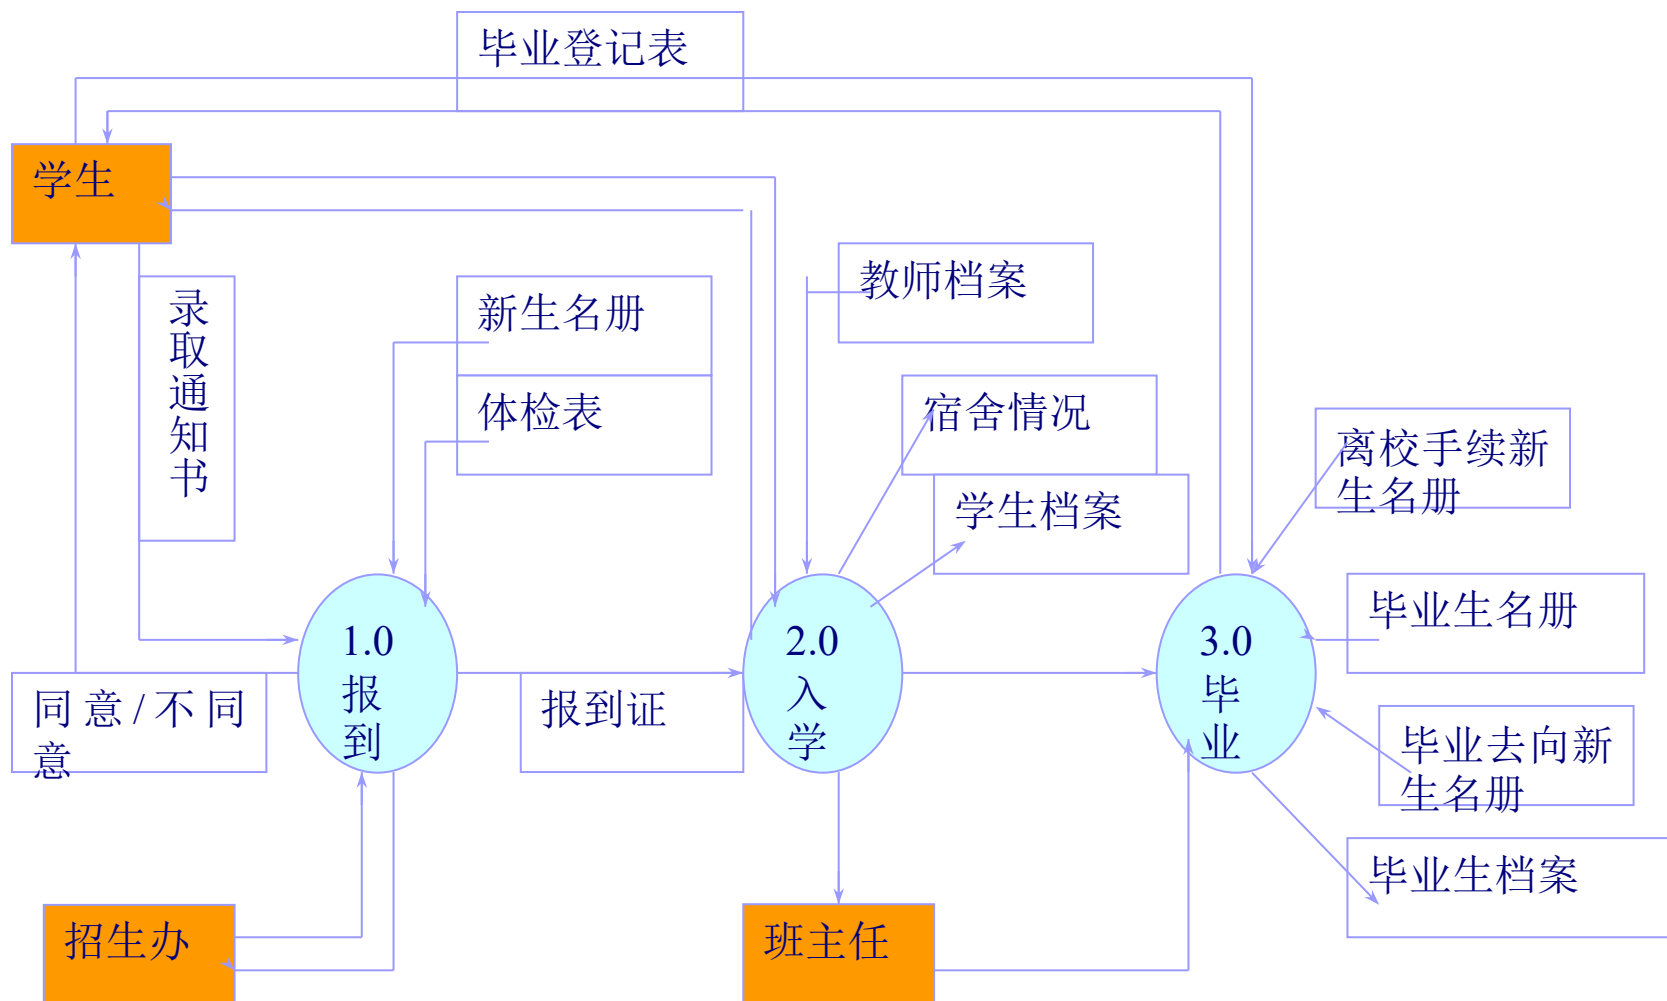 毕业登记表
学生
录
取
通
知
书
新生名册
体检表
教师档案
宿舍情况
学生档案
离校手续新
生名册
1.0
报
到
2.0
入
学
3.0
毕
业
毕业生名册
同意/不同
意
报到证
毕业去向新
生名册
毕业生档案
招生办
班主任